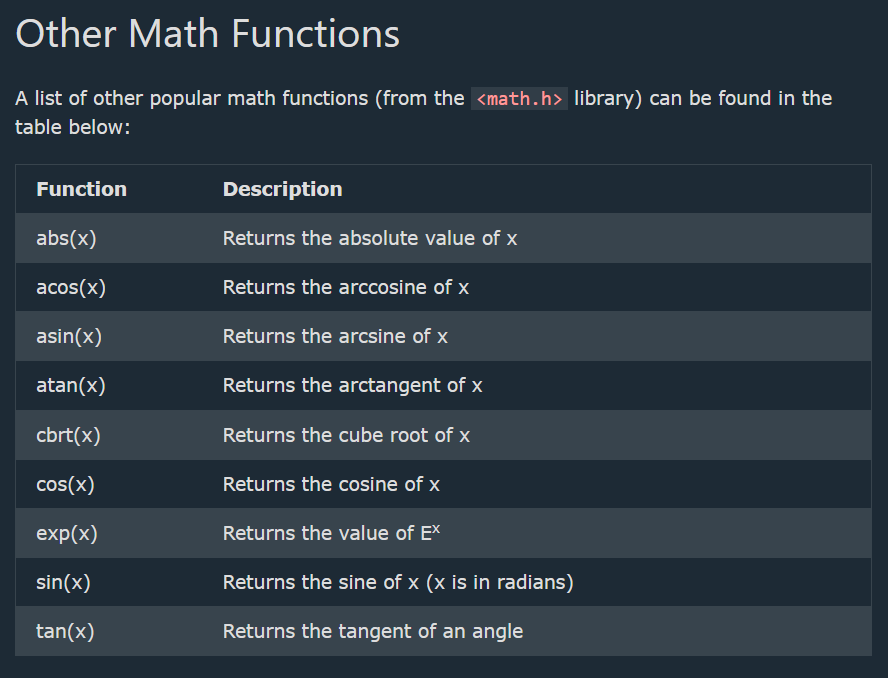 Other Math Functions
A list of other popular math functions (from the <math.h> library) can be found in the
table below:
Function Description
abs(x) Returns the absolute value of x
acos(x) Returns the arccosine of x
asin(x) Returns the arcsine of x
atan(x) Returns the arctangent of x
cbrt(x) Returns the cube root of x
cos(x) Returns the cosine of x
exp(x) Returns the value of Eˣ
sin(x) Returns the sine of x (x is in radians)
tan(x) Returns the tangent of an angle